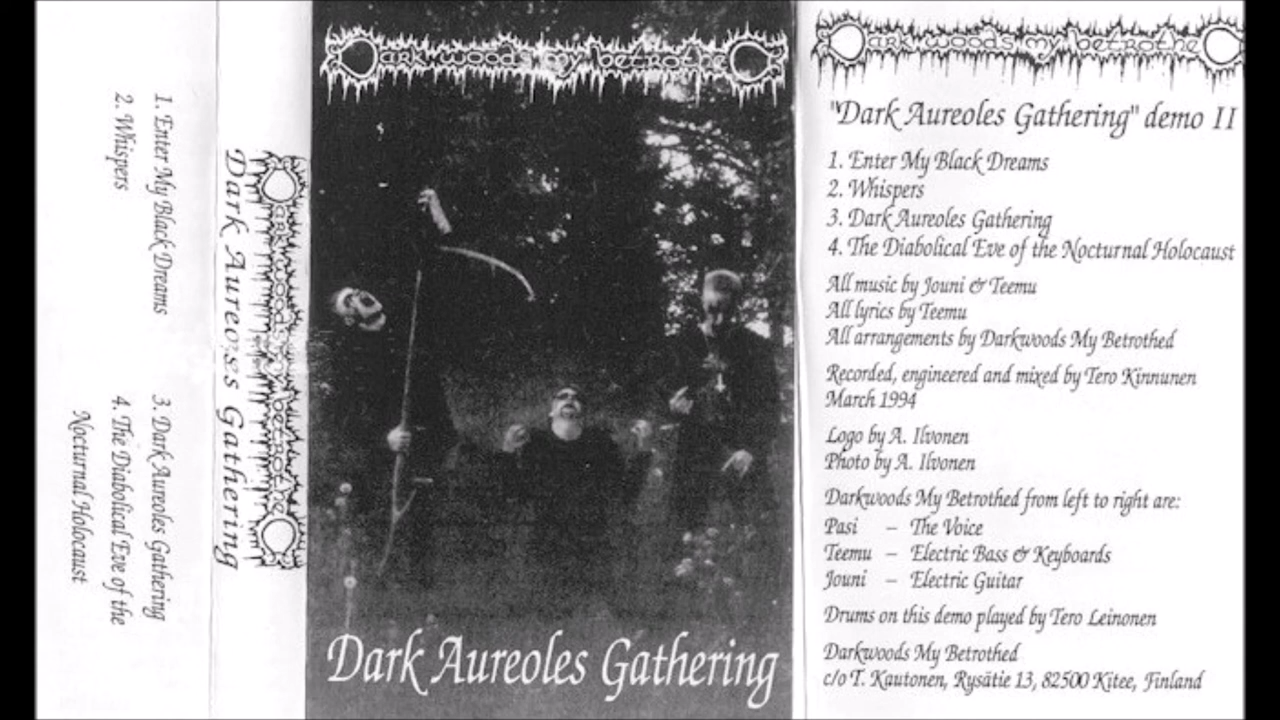 1. Enter My Black Dreams
2. Whispers
3. Dark Aureoles Gathering
4. The Diabolical Eve of the
Nocturnal Holocaust
Darkwoods my betrothed
Dark Aureoles Gathering
Darkwoods my betrothed
Dark Aureoles Gathering
Darkwoods my betrothed
"Dark Aureoles Gathering" demo II
1. Enter My Black Dreams
2. Whispers
3. Dark Aureoles Gathering
4. The Diabolical Eve of the Nocturnal Holocaust
All music by Jouni & Teemu
All lyrics by Teemu
All arrangements by Darkwoods My Betrothed
Recorded, engineered and mixed by Tero Kinnunen
March 1994
Logo by A. Ilvonen
Photo by A. Ilvonen
Darkwoods My Betrothed from left to right are:
Pasi – The Voice
Teemu – Electric Bass & Keyboards
Jouni – Electric Guitar
Drums on this demo played by Tero Leinonen
Darkwoods My Betrothed
c/o T. Kautonen, Rysätie 13, 82500 Kitee, Finland